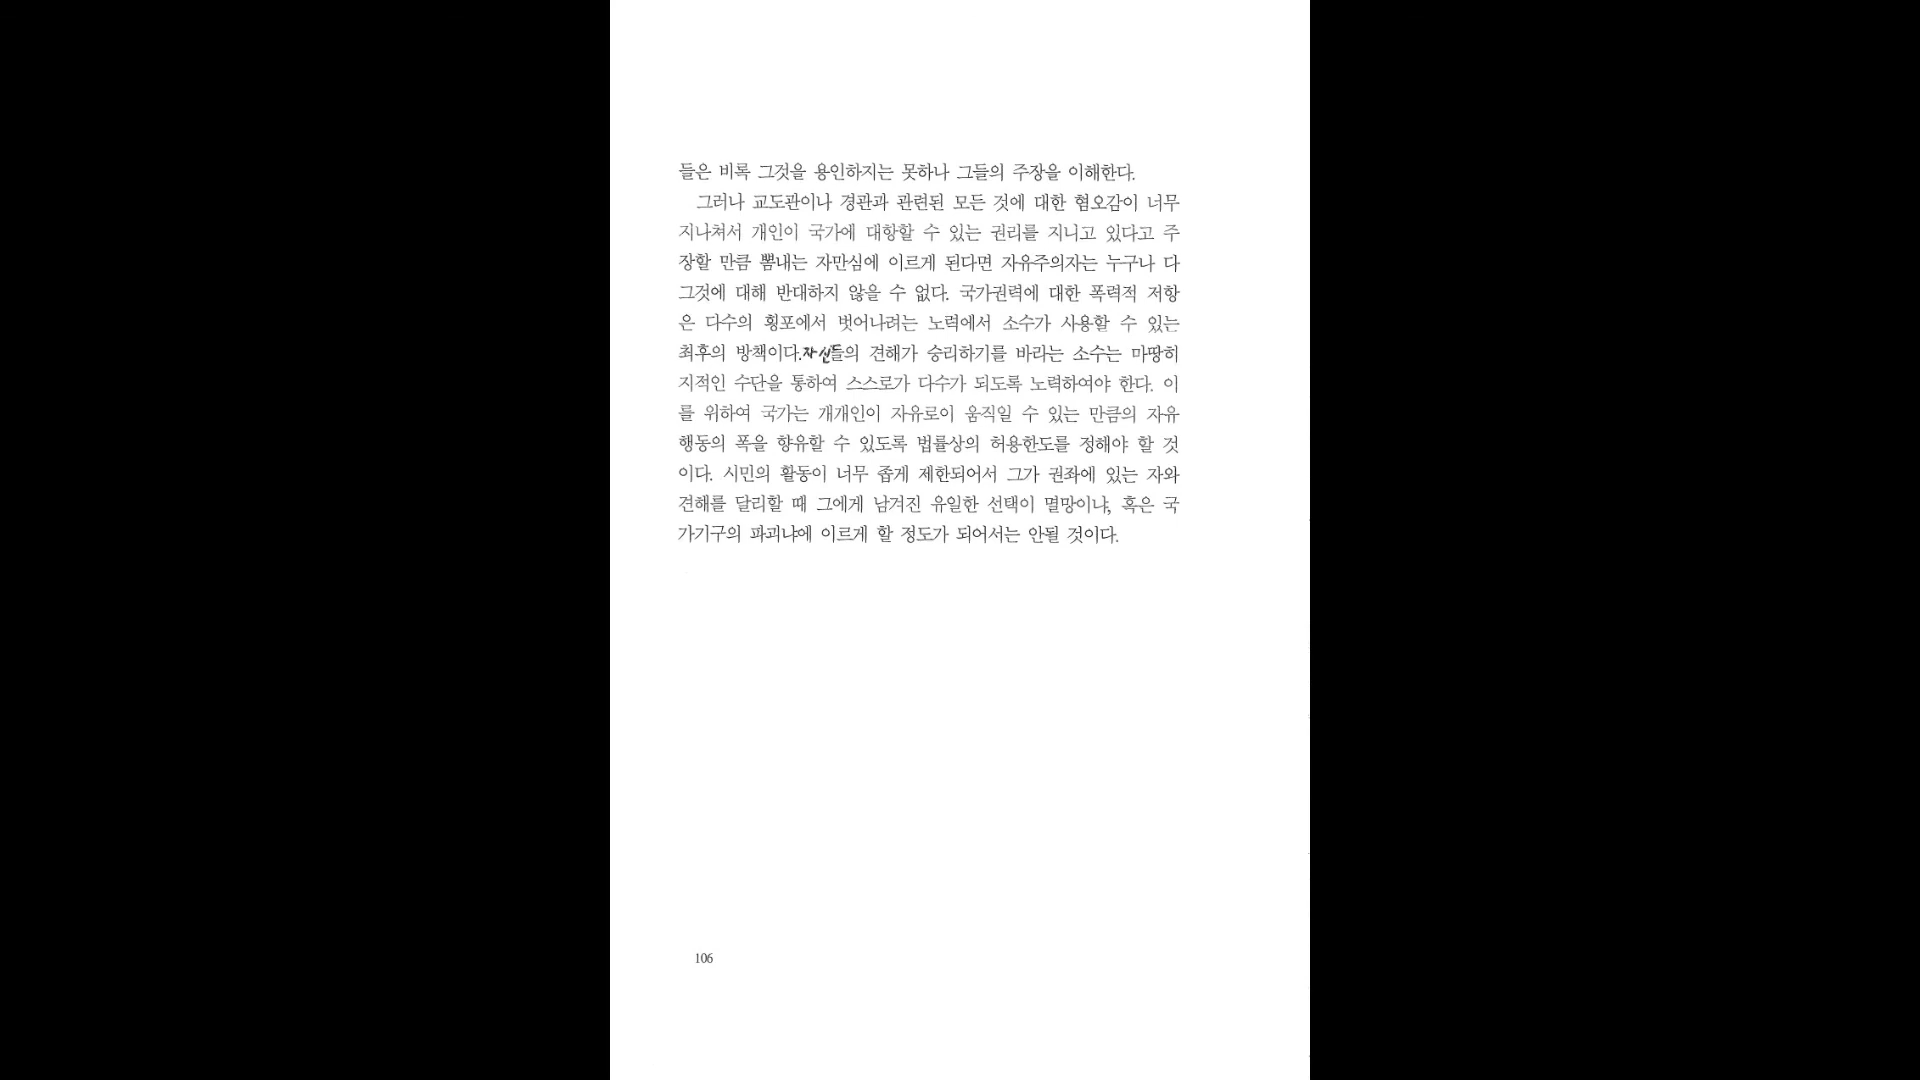 들은 비록 그것을 용인하지는 못하나 그들의 주장을 이해한다.
그러나 교도관이나 경관과 관련된 모든 것에 대한 혐오감이 너무
지나쳐서 개인이 국가에 대항할 수 있는 권리를 지니고 있다고 주
장할 만큼 뽐내는 자만심에 이르게 된다면 자유주의자는 누구나 다
그것에 대해 반대하지 않을 수 없다. 국가권력에 대한 폭력적 저항
은 다수의 횡포에서 벗어나려는 노력에서 소수가 사용할 수 있는
최후의 방책이다.자신들의 견해가 승리하기를 바라는 소수는 마땅히
지적인 수단을 통하여 스스로가 다수가 되도록 노력하여야 한다. 이
를 위하여 국가는 개개인이 자유로이 움직일 수 있는 만큼의 자유
행동의 폭을 향유할 수 있도록 법률상의 허용한도를 정해야 할 것
이다. 시민의 활동이 너무 좁게 제한되어서 그가 권좌에 있는 자와
견해를 달리할 때 그에게 남겨진 유일한 선택이 멸망이냐, 혹은 국
가기구의 파괴냐에 이르게 할 정도가 되어서는 안될 것이다.
106